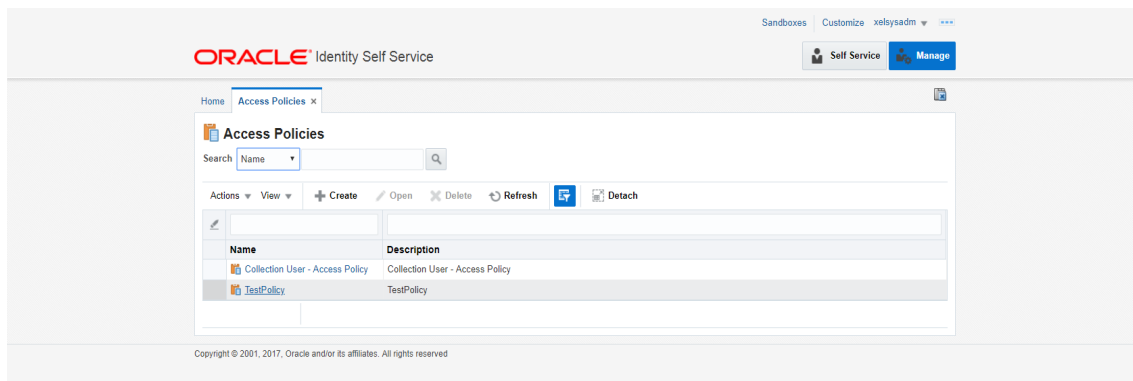 Sandboxes Customize xelsysadm
ORACLE® Identity Self Service
Self Service Manage
Home Access Policies ×
Access Policies
Search Name
Actions View Create Open Delete Refresh Detach
Name Description
Collection User - Access Policy Collection User - Access Policy
TestPolicy TestPolicy
Copyright © 2001, 2017, Oracle and/or its affiliates. All rights reserved